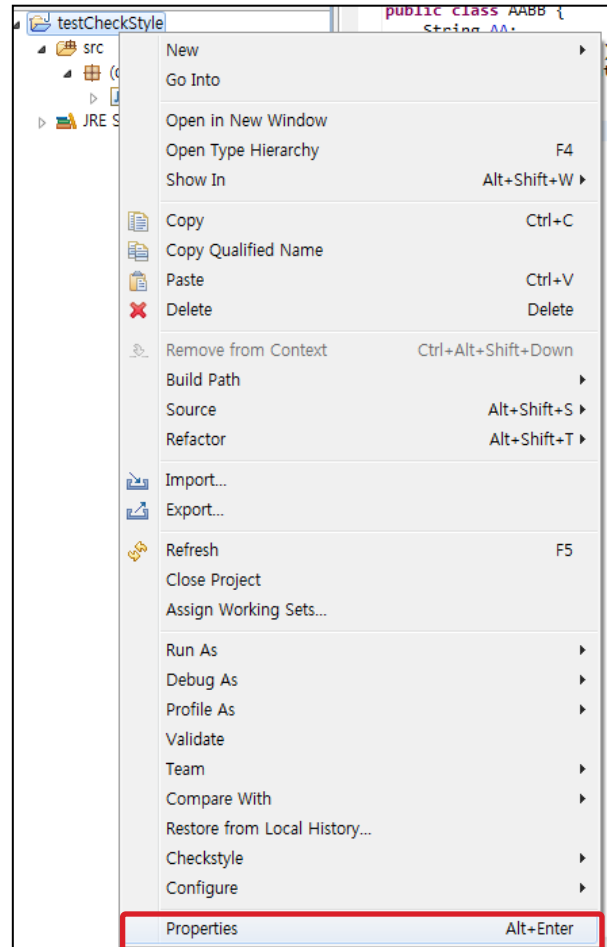 testCheckStyle
public class AABB {
src
String AA;
New
Go Into
JRE S
Open in New Window
Open Type Hierarchy F4
Show In Alt+Shift+W
Copy Ctrl+C
Copy Qualified Name
Paste Ctrl+V
Delete Delete
Remove from Context Ctrl+Alt+Shift+Down
Build Path
Source Alt+Shift+S
Refactor Alt+Shift+T
Import...
Export...
Refresh F5
Close Project
Assign Working Sets...
Run As
Debug As
Profile As
Validate
Team
Compare With
Restore from Local History...
Checkstyle
Configure
Properties Alt+Enter